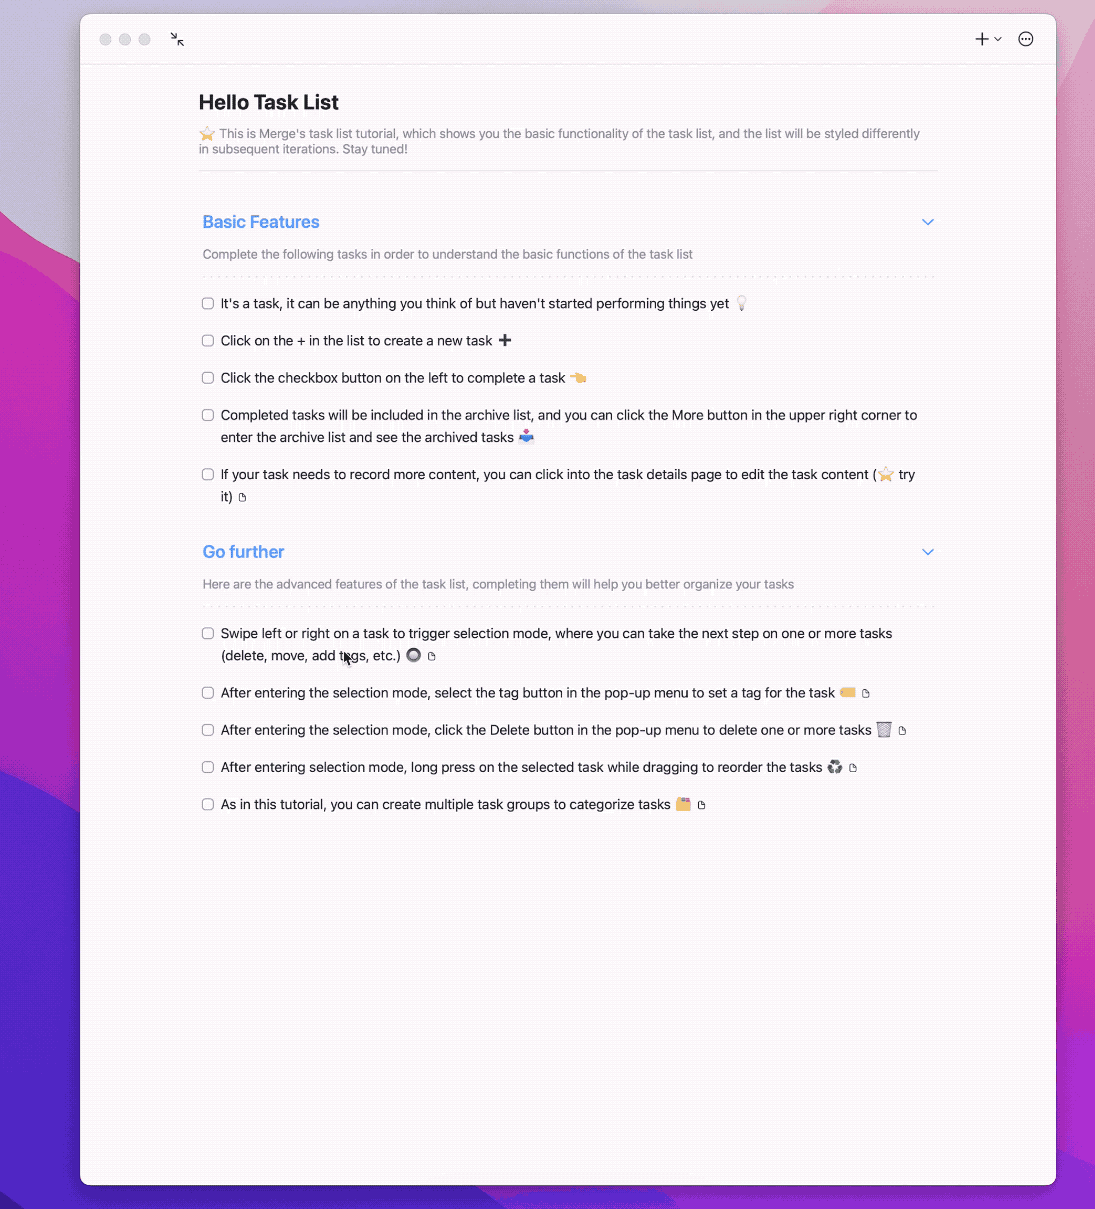 Hello Task List
⭐ This is Merge's task list tutorial, which shows you the basic functionality of the task list, and the list will be styled differently
in subsequent iterations. Stay tuned!
Basic Features
Complete the following tasks in order to understand the basic functions of the task list
It's a task, it can be anything you think of but haven't started performing things yet 💡
Click on the + in the list to create a new task ➕
Click the checkbox button on the left to complete a task 👈
Completed tasks will be included in the archive list, and you can click the More button in the upper right corner to
enter the archive list and see the archived tasks 📥
If your task needs to record more content, you can click into the task details page to edit the task content (⭐ try
it)
Go further
Here are the advanced features of the task list, completing them will help you better organize your tasks
Swipe left or right on a task to trigger selection mode, where you can take the next step on one or more tasks
(delete, move, add tags, etc.) 🔘
After entering the selection mode, select the tag button in the pop-up menu to set a tag for the task 🏷️
After entering the selection mode, click the Delete button in the pop-up menu to delete one or more tasks 🗑️
After entering selection mode, long press on the selected task while dragging to reorder the tasks ♻️
As in this tutorial, you can create multiple task groups to categorize tasks 🗂️